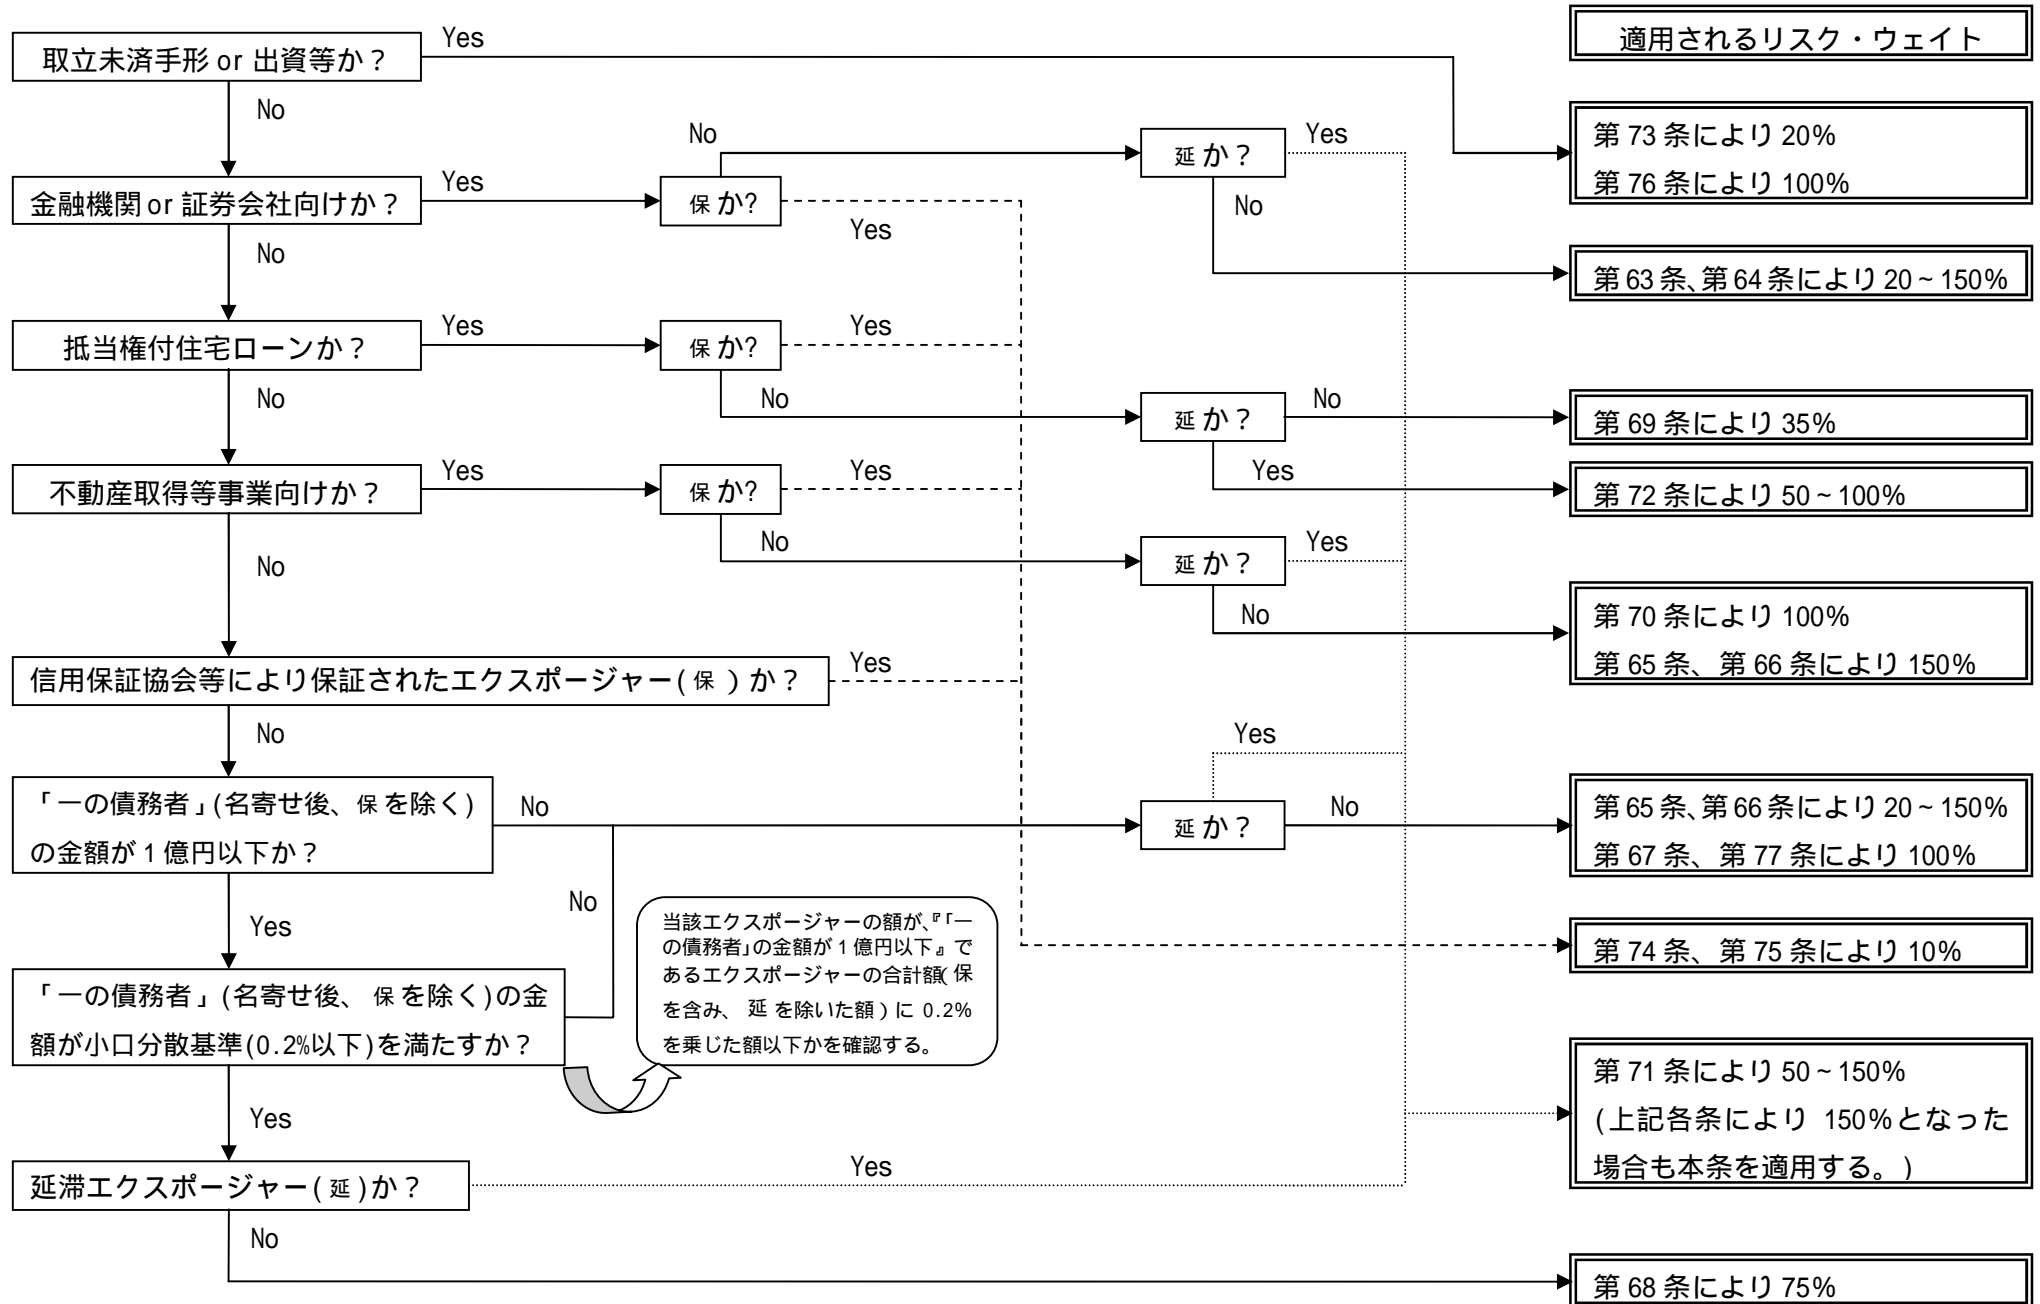 適用されるリスク・ウェイト
取立未済手形 or 出資等か？
Yes
No
第 73 条により 20%
第 76 条により 100%
金融機関 or 証券会社向けか？
Yes
No
保 か?
No
Yes
延 か？
Yes
No
第 63 条、第 64 条により 20～150%
抵当権付住宅ローンか？
Yes
No
保 か?
Yes
No
延 か？
No
Yes
第 69 条により 35%
第 72 条により 50～100%
不動産取得等事業向けか？
Yes
No
保 か?
Yes
No
延 か？
Yes
No
第 70 条により 100%
第 65 条、第 66 条により 150%
信用保証協会等により保証されたエクスポージャー( 保 ) か？
Yes
No
「一の債務者」(名寄せ後、保 を除く)
の金額が 1 億円以下か？
No
Yes
延 か？
Yes
No
第 65 条、第 66 条により 20～150%
第 67 条、第 77 条により 100%
No
当該エクスポージャーの額が、『「一
の債務者」の金額が 1 億円以下』で
あるエクスポージャーの合計額( 保
を含み、 延 を除いた額 ) に 0.2%
を乗じた額以下かを確認する。
第 74 条、第 75 条により 10%
「一の債務者」(名寄せ後、 保 を除く)の金
額が小口分散基準(0.2%以下)を満たすか？
Yes
第 71 条により 50～150%
(上記各条により 150%となった
場合も本条を適用する。)
延滞エクスポージャー( 延 )か？
Yes
No
第 68 条により 75%